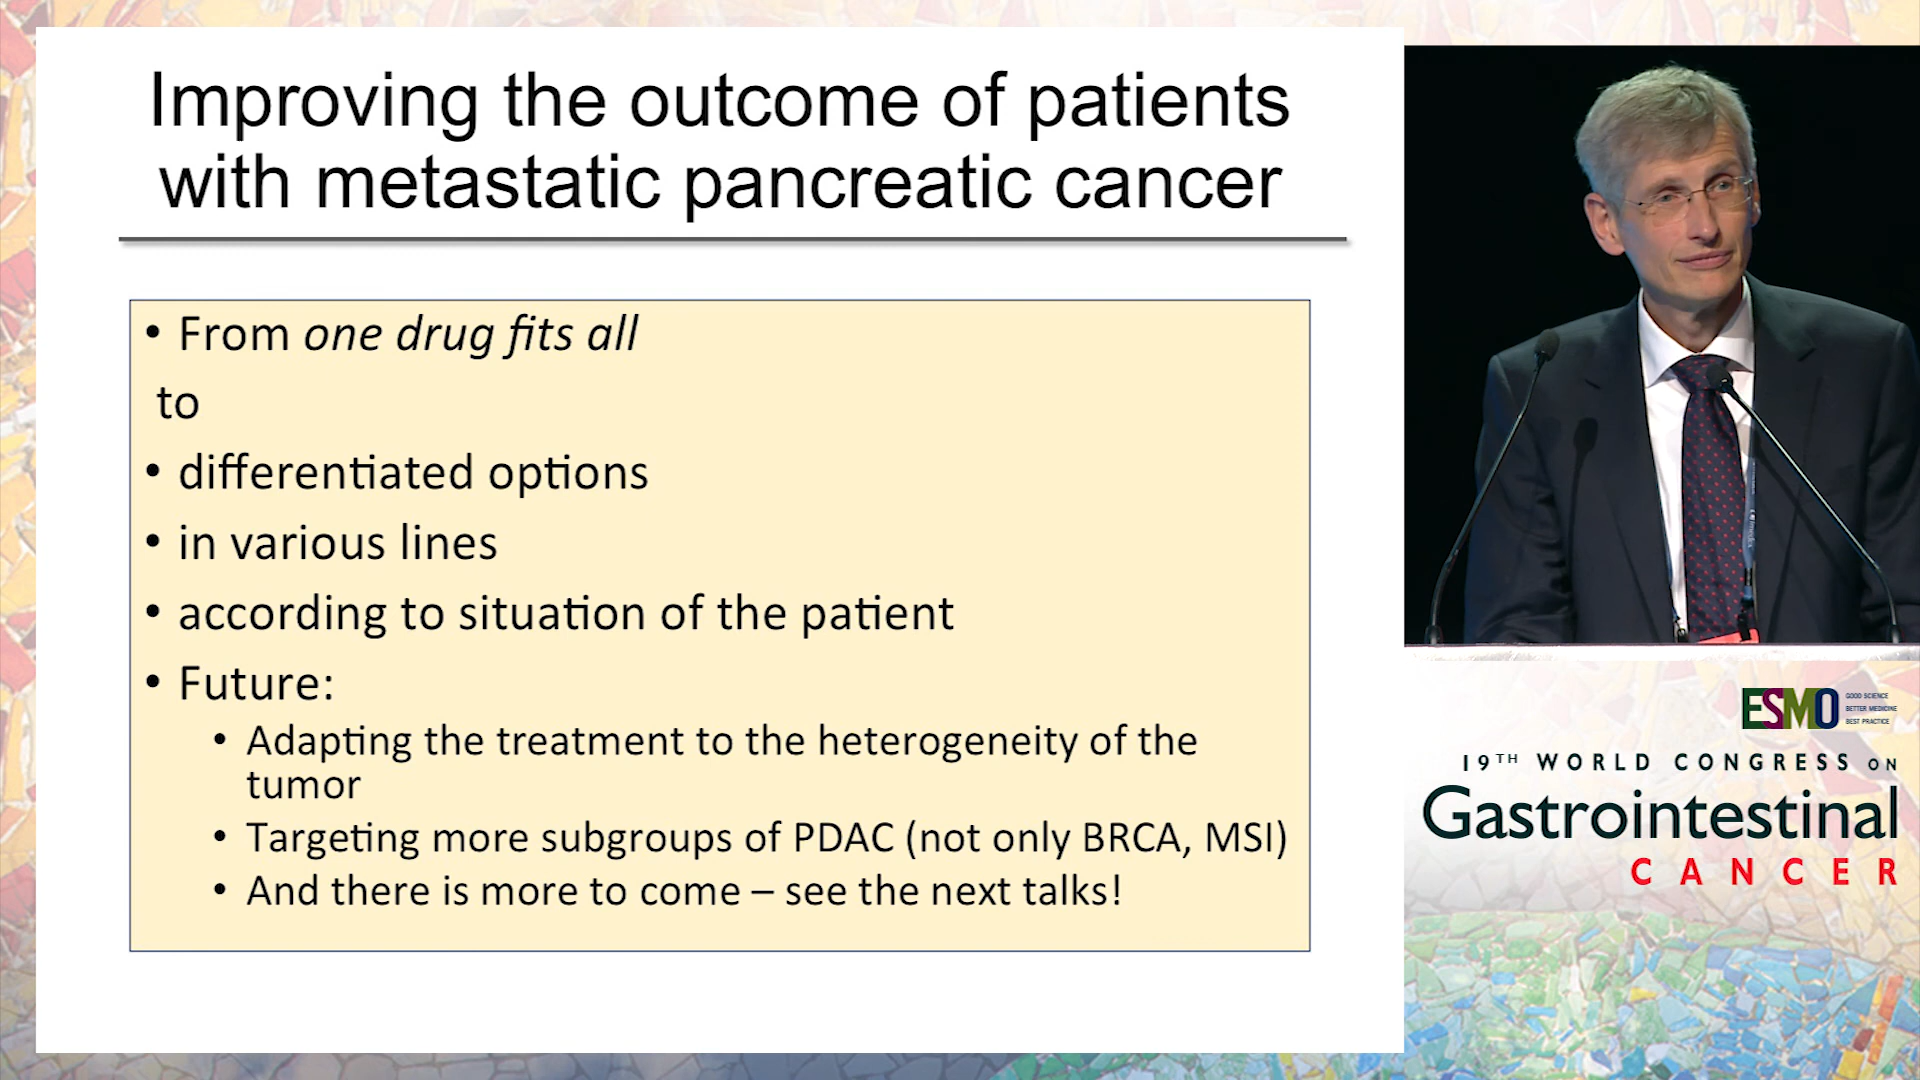 Improving the outcome of patients
with metastatic pancreatic cancer
• From one drug fits all
to
• differentiated options
• in various lines
• according to situation of the patient
• Future:
• Adapting the treatment to the heterogeneity of the
tumor
• Targeting more subgroups of PDAC (not only BRCA, MSI)
• And there is more to come – see the next talks!
ESMO
GOOD SCIENCE
BETTER MEDICINE
BEST PRACTICE
19TH WORLD CONGRESS ON
Gastrointestinal
CANCER